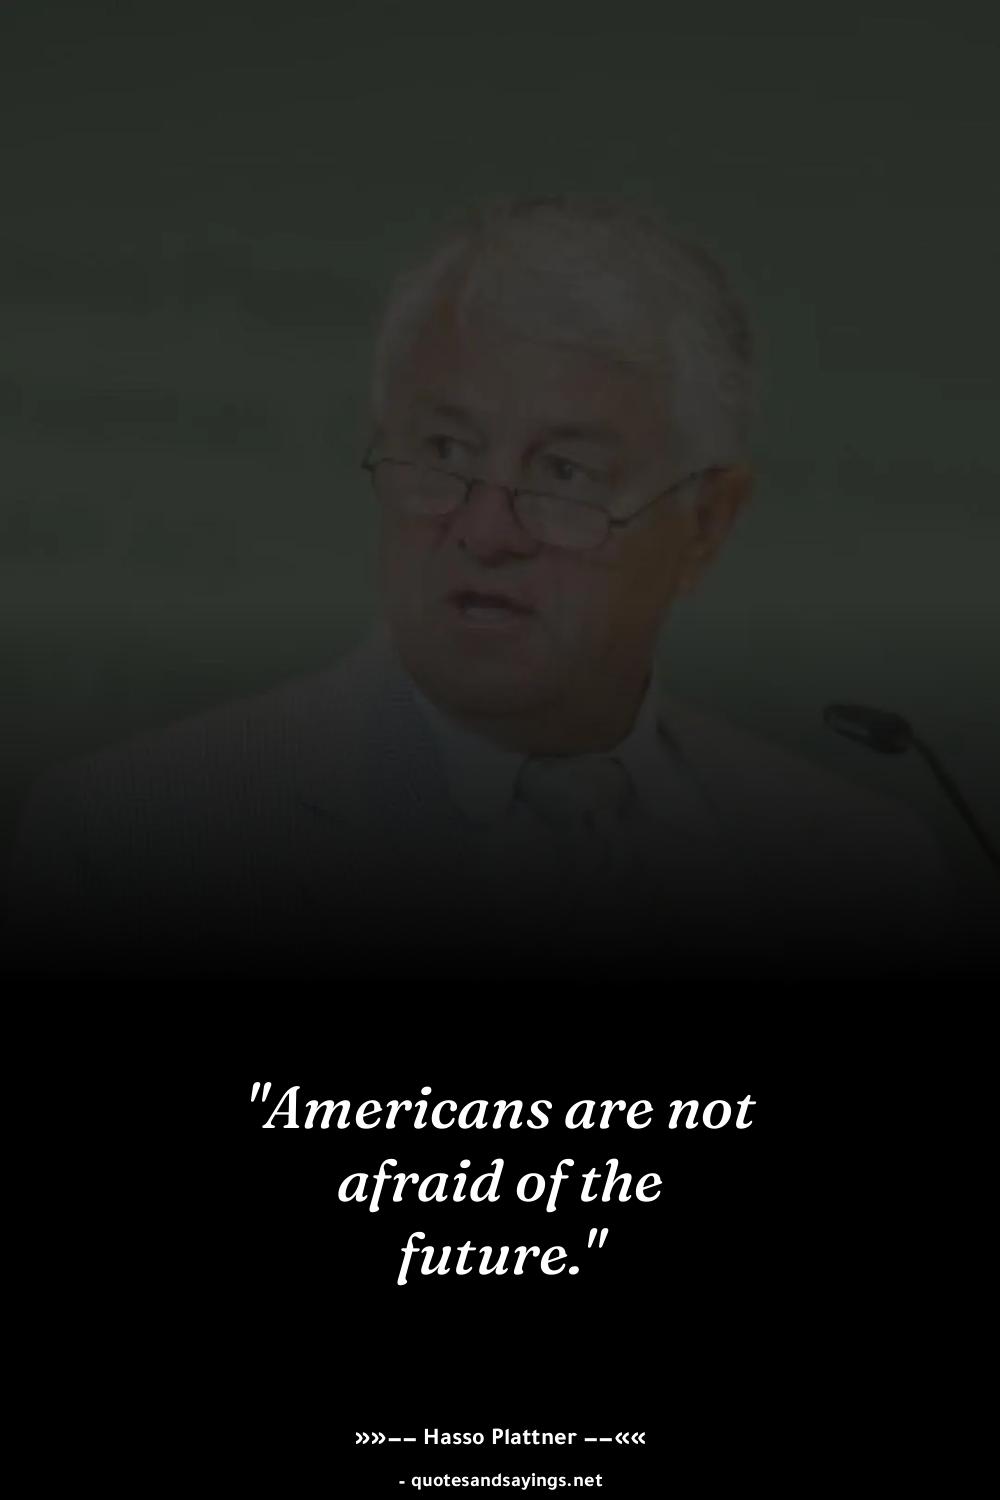 "Americans are not
afraid of the
future."
»»−− Hasso Plattner −−««
- quotesandsayings.net